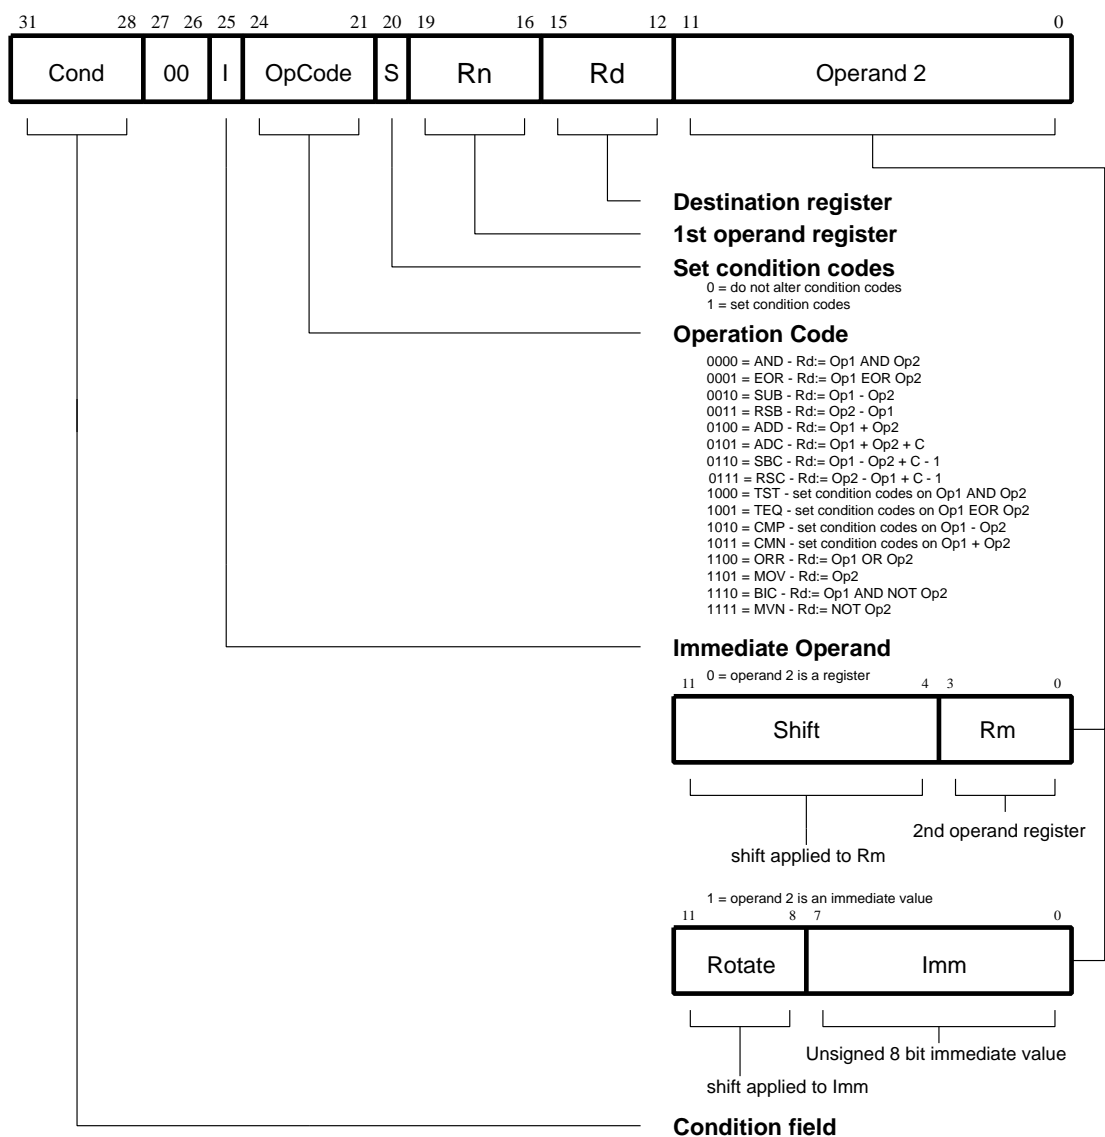 31 28 27 26 25 24 21 20 19 16 15 12 11 0
Cond 00 I OpCode S Rn Rd Operand 2
Destination register
1st operand register
Set condition codes
0 = do not alter condition codes
1 = set condition codes
Operation Code
0000 = AND - Rd:= Op1 AND Op2
0001 = EOR - Rd:= Op1 EOR Op2
0010 = SUB - Rd:= Op1 - Op2
0011 = RSB - Rd:= Op2 - Op1
0100 = ADD - Rd:= Op1 + Op2
0101 = ADC - Rd:= Op1 + Op2 + C
0110 = SBC - Rd:= Op1 - Op2 + C - 1
0111 = RSC - Rd:= Op2 - Op1 + C - 1
1000 = TST - set condition codes on Op1 AND Op2
1001 = TEQ - set condition codes on Op1 EOR Op2
1010 = CMP - set condition codes on Op1 - Op2
1011 = CMN - set condition codes on Op1 + Op2
1100 = ORR - Rd:= Op1 OR Op2
1101 = MOV - Rd:= Op2
1110 = BIC - Rd:= Op1 AND NOT Op2
1111 = MVN - Rd:= NOT Op2
Immediate Operand
0 = operand 2 is a register
11 4 3 0
Shift Rm
2nd operand register
shift applied to Rm
1 = operand 2 is an immediate value
11 8 7 0
Rotate Imm
Unsigned 8 bit immediate value
shift applied to Imm
Condition field